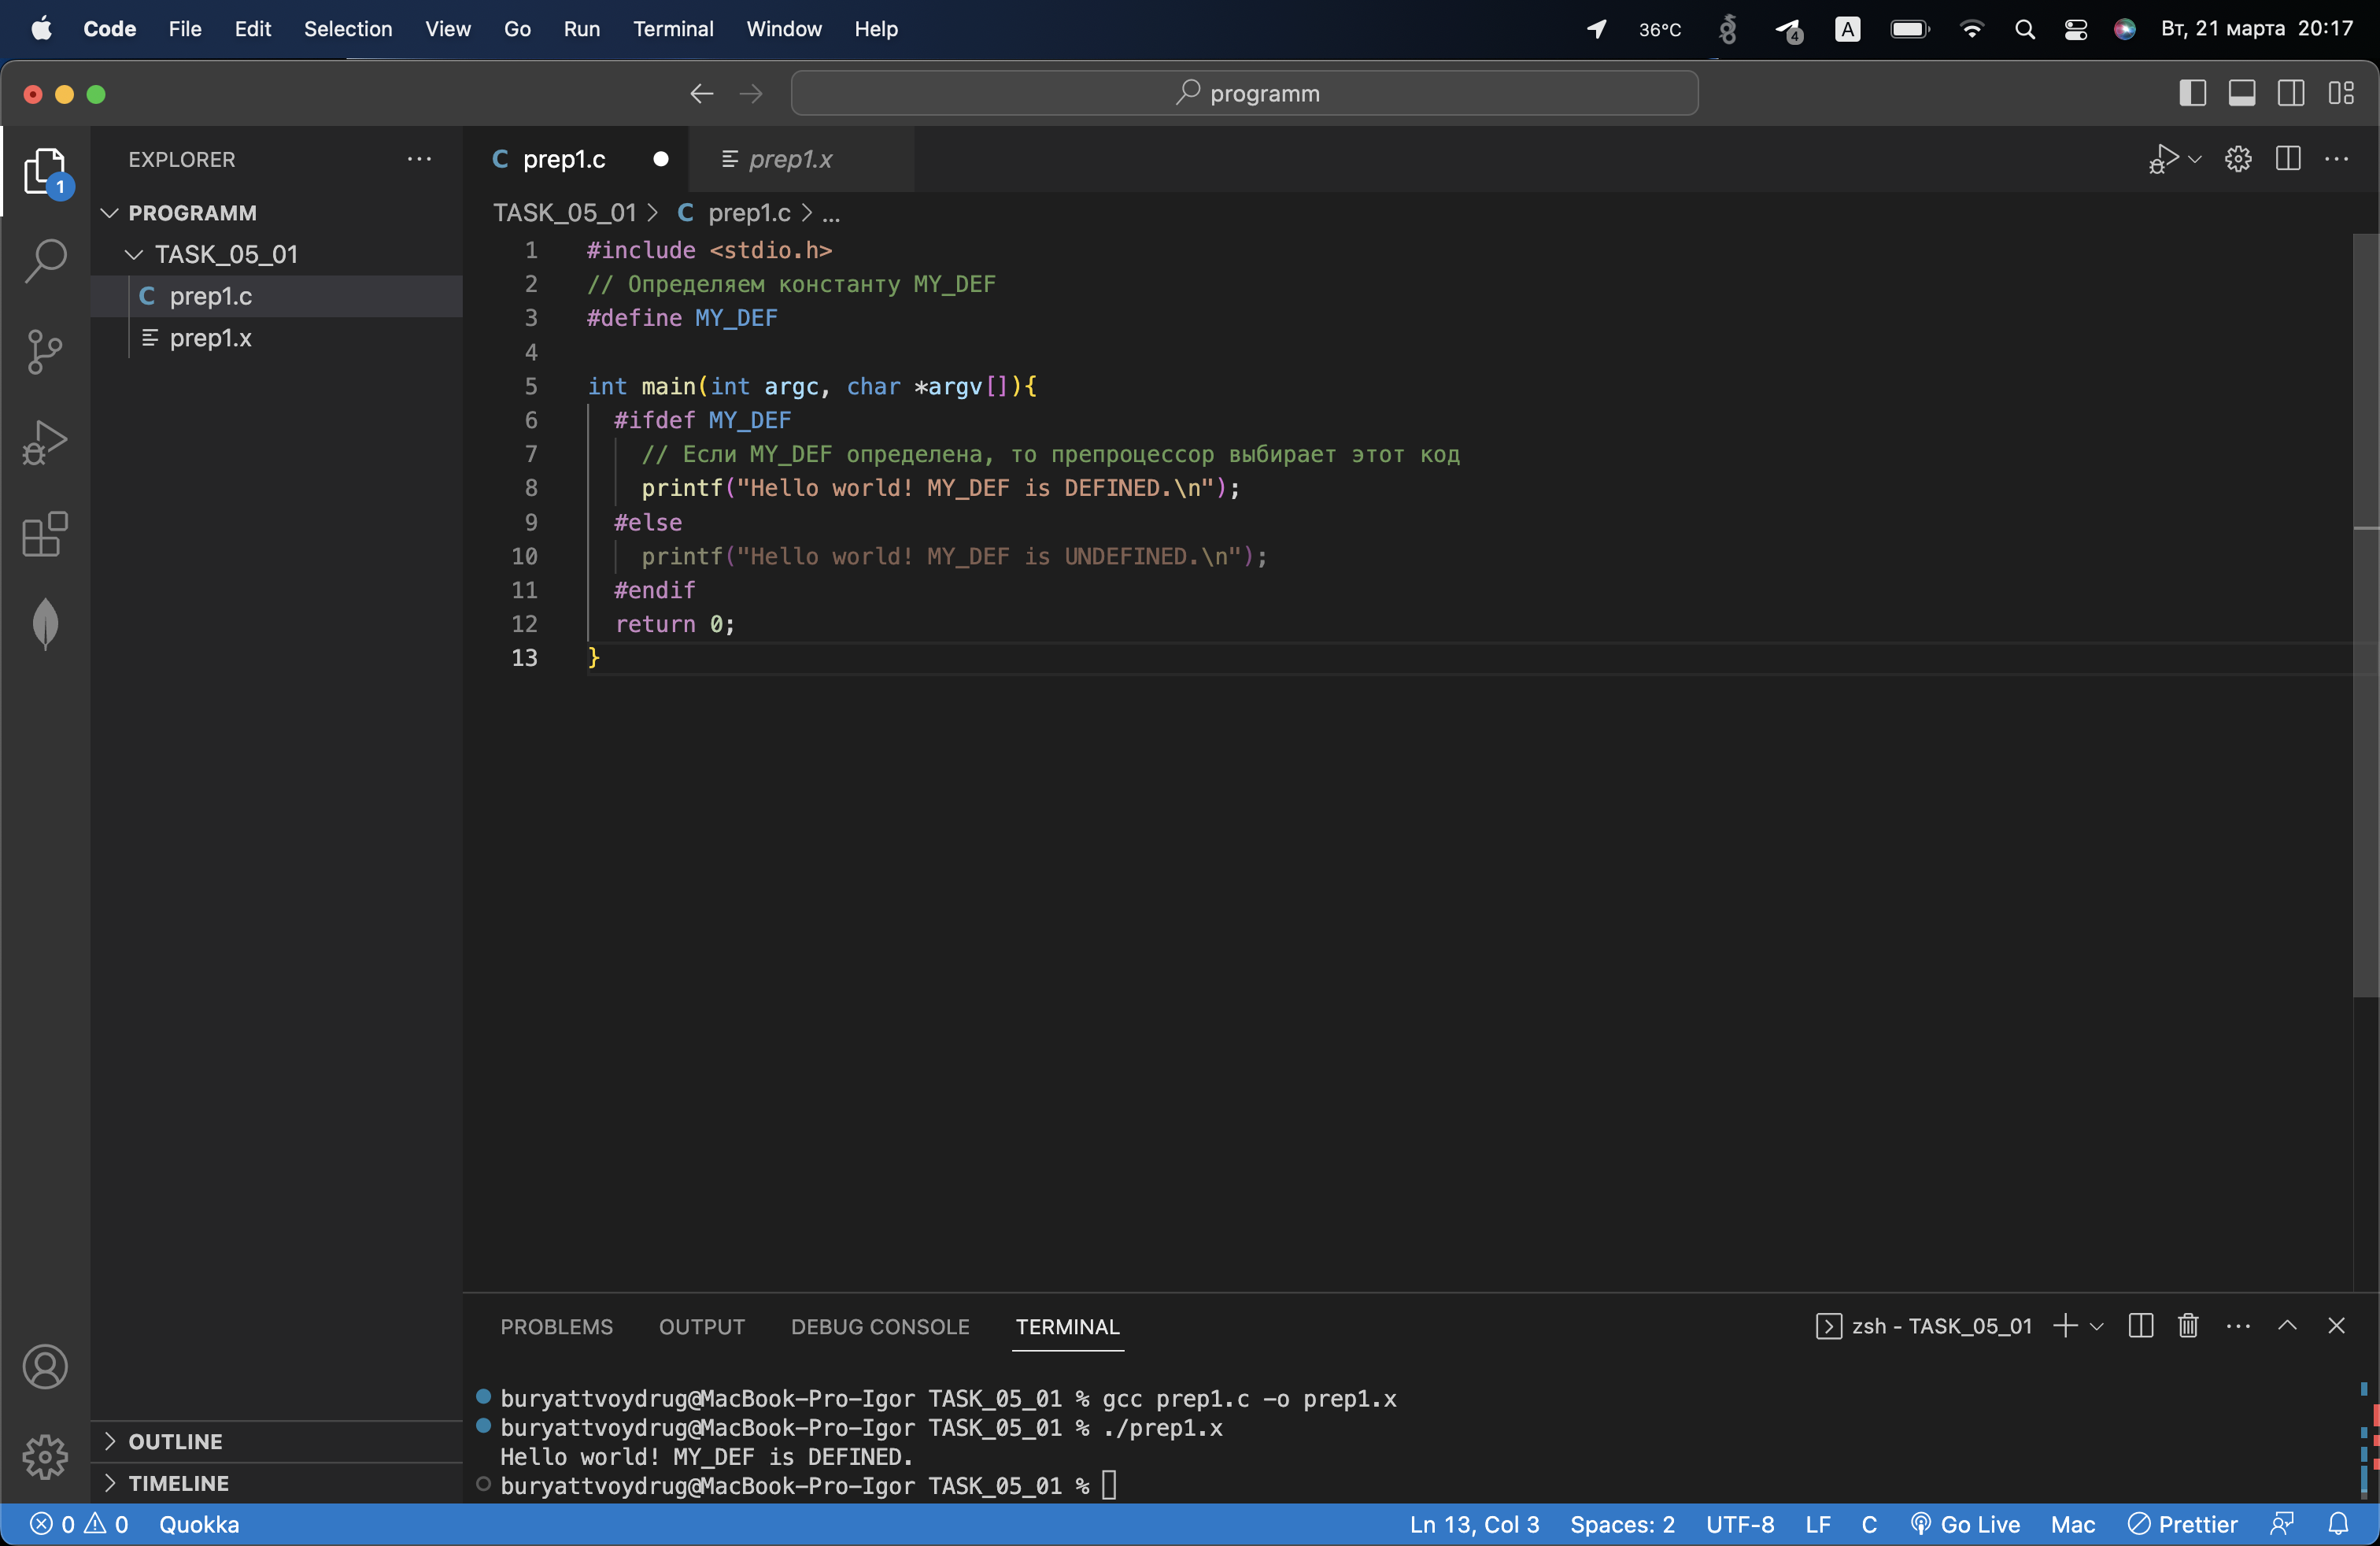 Code File Edit Selection View Go Run Terminal Window Help 36°C 4 A Вт, 21 марта 20:17
programm
EXPLORER
PROGRAMM
TASK_05_01
C prep1.c
prep1.x
1
OUTLINE
TIMELINE
C prep1.c prep1.x
TASK_05_01 > C prep1.c > ...
1 #include <stdio.h>
2 // Определяем константу MY_DEF
3 #define MY_DEF
4
5 int main(int argc, char *argv[]){
6 #ifdef MY_DEF
7 // Если MY_DEF определена, то препроцессор выбирает этот код
8 printf("Hello world! MY_DEF is DEFINED.\n");
9 #else
10 printf("Hello world! MY_DEF is UNDEFINED.\n");
11 #endif
12 return 0;
13 }
PROBLEMS OUTPUT DEBUG CONSOLE TERMINAL zsh - TASK_05_01
buryattvoydrug@MacBook-Pro-Igor TASK_05_01 % gcc prep1.c -o prep1.x
buryattvoydrug@MacBook-Pro-Igor TASK_05_01 % ./prep1.x
Hello world! MY_DEF is DEFINED.
buryattvoydrug@MacBook-Pro-Igor TASK_05_01 %
0 0 Quokka Ln 13, Col 3 Spaces: 2 UTF-8 LF C Go Live Mac Prettier